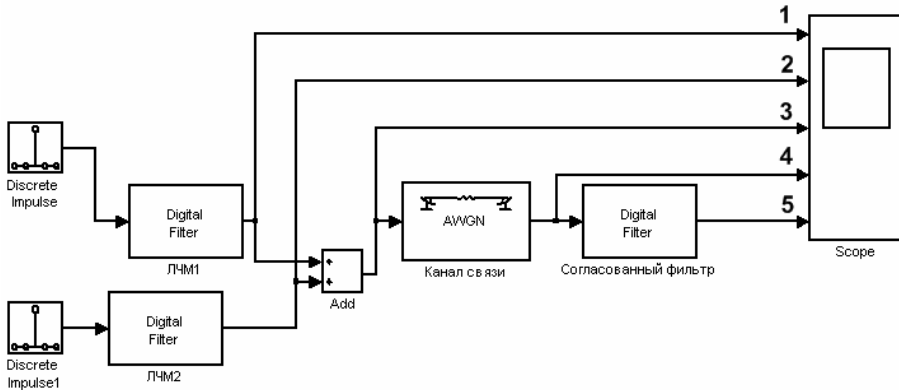 1
2
3
4
5
Discrete
Impulse
Digital
Filter
ЛЧМ1
Add
AWGN
Канал связи
Digital
Filter
Согласованный фильтр
Scope
Discrete
Impulse1
Digital
Filter
ЛЧМ2